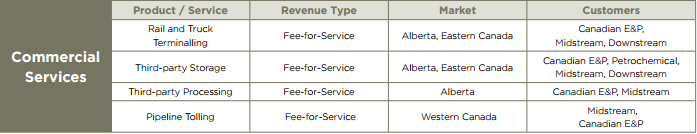 Product / Service Revenue Type Market Customers
Commercial Services
Rail and Truck
Terminalling Fee-for-Service Alberta, Eastern Canada Canadian E&P,
Midstream, Downstream
Third-party Storage Fee-for-Service Alberta, Eastern Canada Canadian E&P, Petrochemical,
Midstream, Downstream
Third-party Processing Fee-for-Service Alberta Canadian E&P, Midstream
Pipeline Tolling Fee-for-Service Western Canada Midstream,
Canadian E&P